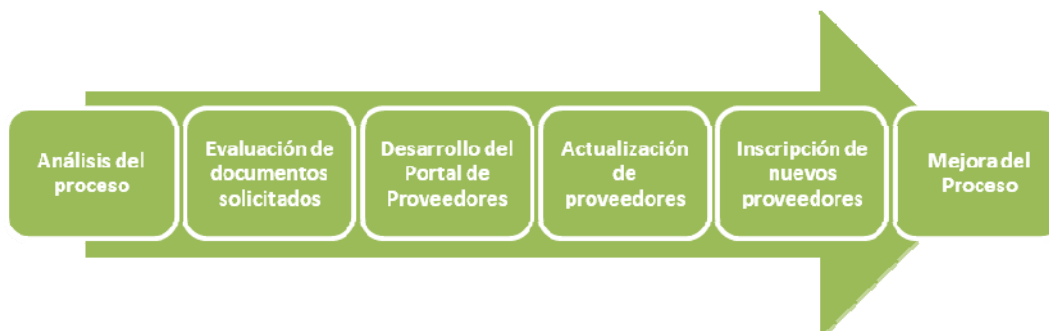 Análisis del
proceso
Evaluación de
documentos
solicitados
Desarrollo del
Portal de
Proveedores
Actualización
de
proveedores
Inscripción de
nuevos
proveedores
Mejora del
Proceso